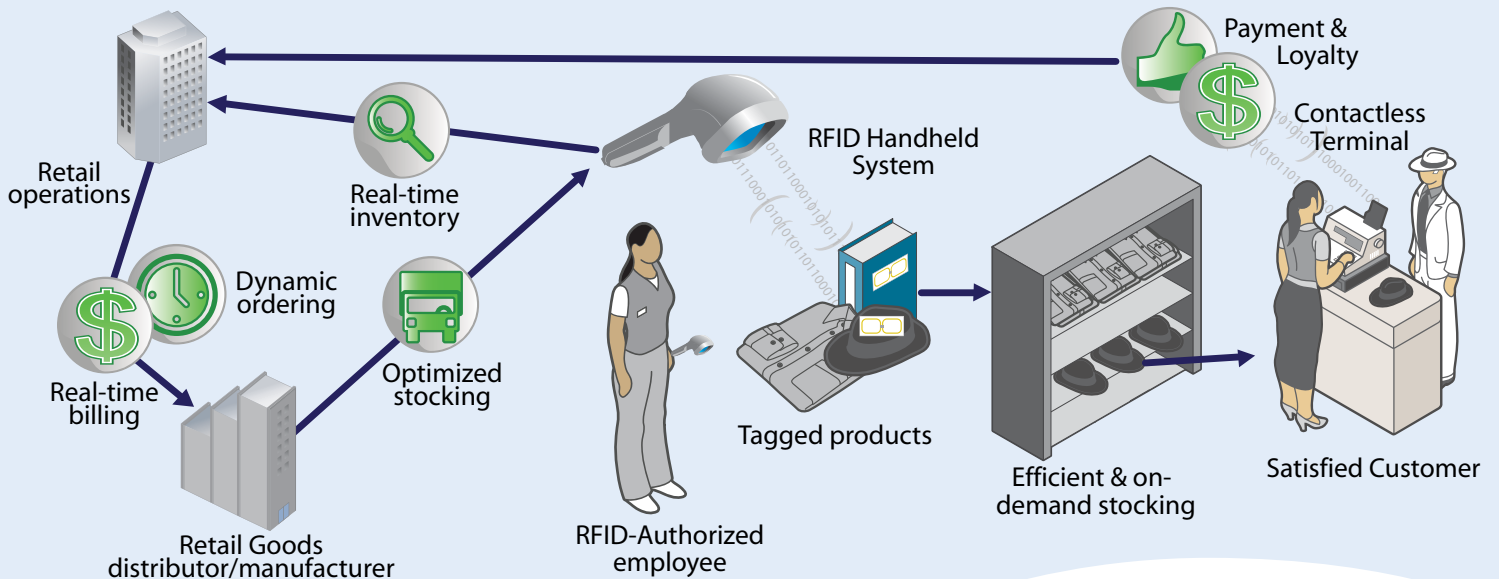 Payment &
Loyalty
Contactless
Terminal
RFID Handheld
System
Retail
operations
Real-time
inventory
Dynamic
ordering
Real-time
billing
Optimized
stocking
Tagged products
Efficient & on-
demand stocking
Satisfied Customer
RFID-Authorized
employee
Retail Goods
distributor/manufacturer